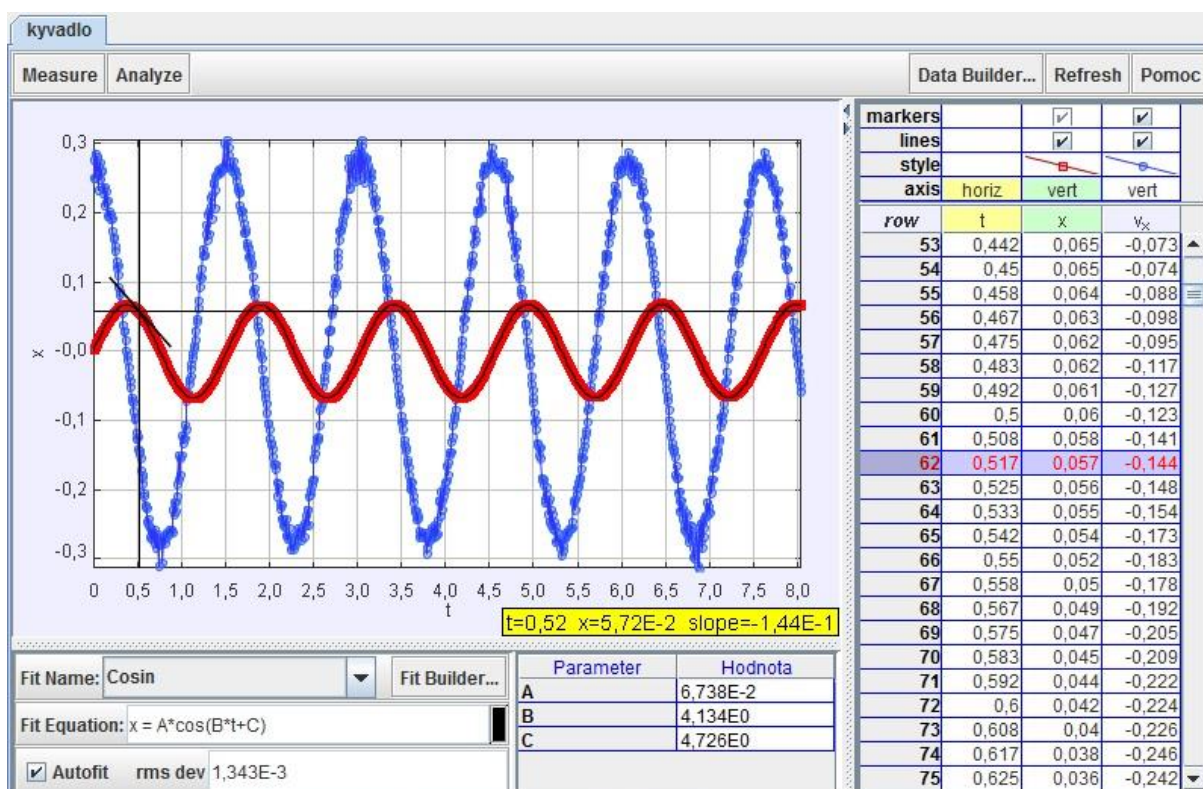 kyvadlo
Measure Analyze Data Builder... Refresh Pomoc
0,3
0,2
0,1
-0,0
-0,1
-0,2
-0,3
x
0 0,5 1,0 1,5 2,0 2,5 3,0 3,5 4,0 4,5 5,0 5,5 6,0 6,5 7,0 7,5 8,0
t
t=0,52 x=5,72E-2 slope=-1,44E-1
markers
lines
style
axis horiz vert vert
row t x vx
53 0,442 0,065 -0,073
54 0,45 0,065 -0,074
55 0,458 0,064 -0,088
56 0,467 0,063 -0,098
57 0,475 0,062 -0,095
58 0,483 0,062 -0,117
59 0,492 0,061 -0,127
60 0,5 0,06 -0,123
61 0,508 0,058 -0,141
62 0,517 0,057 -0,144
63 0,525 0,056 -0,148
64 0,533 0,055 -0,154
65 0,542 0,054 -0,173
66 0,55 0,052 -0,183
67 0,558 0,05 -0,178
68 0,567 0,049 -0,192
69 0,575 0,047 -0,205
70 0,583 0,045 -0,209
71 0,592 0,044 -0,222
72 0,6 0,042 -0,224
73 0,608 0,04 -0,226
74 0,617 0,038 -0,246
75 0,625 0,036 -0,242
Fit Name: Cosin Fit Builder...
Fit Equation: x = A*cos(B*t+C)
Autofit rms dev 1,343E-3
Parameter Hodnota
A 6,738E-2
B 4,134E0
C 4,726E0